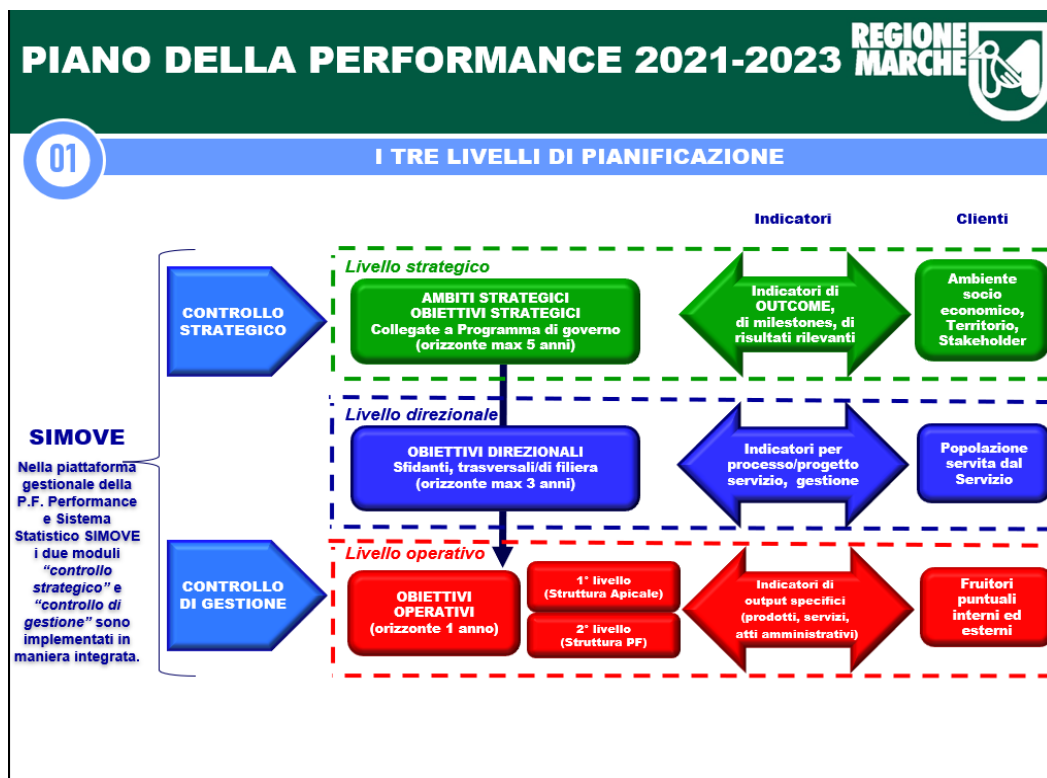 PIANO DELLA PERFORMANCE 2021-2023
REGIONE
MARCHE
01
I TRE LIVELLI DI PIANIFICAZIONE
Indicatori
Clienti
SIMOVE
Nella piattaforma
gestionale della
P.F. Performance
e Sistema
Statistico SIMOVE
i due moduli
“controllo
strategico” e
“controllo di
gestione” sono
implementati in
maniera integrata.
CONTROLLO
STRATEGICO
Livello strategico
AMBITI STRATEGICI
OBIETTIVI STRATEGICI
Collegate a Programma di governo
(orizzonte max 5 anni)
Indicatori di
OUTCOME,
di milestones, di
risultati rilevanti
Ambiente
socio
economico,
Territorio,
Stakeholder
Livello direzionale
OBIETTIVI DIREZIONALI
Sfidanti, trasversali/di filiera
(orizzonte max 3 anni)
Indicatori per
processo/progetto
servizio, gestione
Popolazione
servita dal
Servizio
CONTROLLO
DI GESTIONE
Livello operativo
OBIETTIVI
OPERATIVI
(orizzonte 1 anno)
1° livello
(Struttura Apicale)
2° livello
(Struttura PF)
Indicatori di
output specifici
(prodotti, servizi,
atti amministrativi)
Fruitori
puntuali
interni ed
esterni